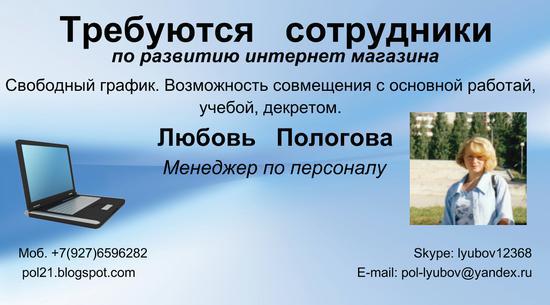 Требуются сотрудники
по развитию интернет магазина
Свободный график. Возможность совмещения с основной работай,
учебой, декретом.
Любовь Пологова
Менеджер по персоналу
Моб. +7(927)6596282
Skype: lyubov12368
pol21.blogspot.com
E-mail: pol-lyubov@yandex.ru